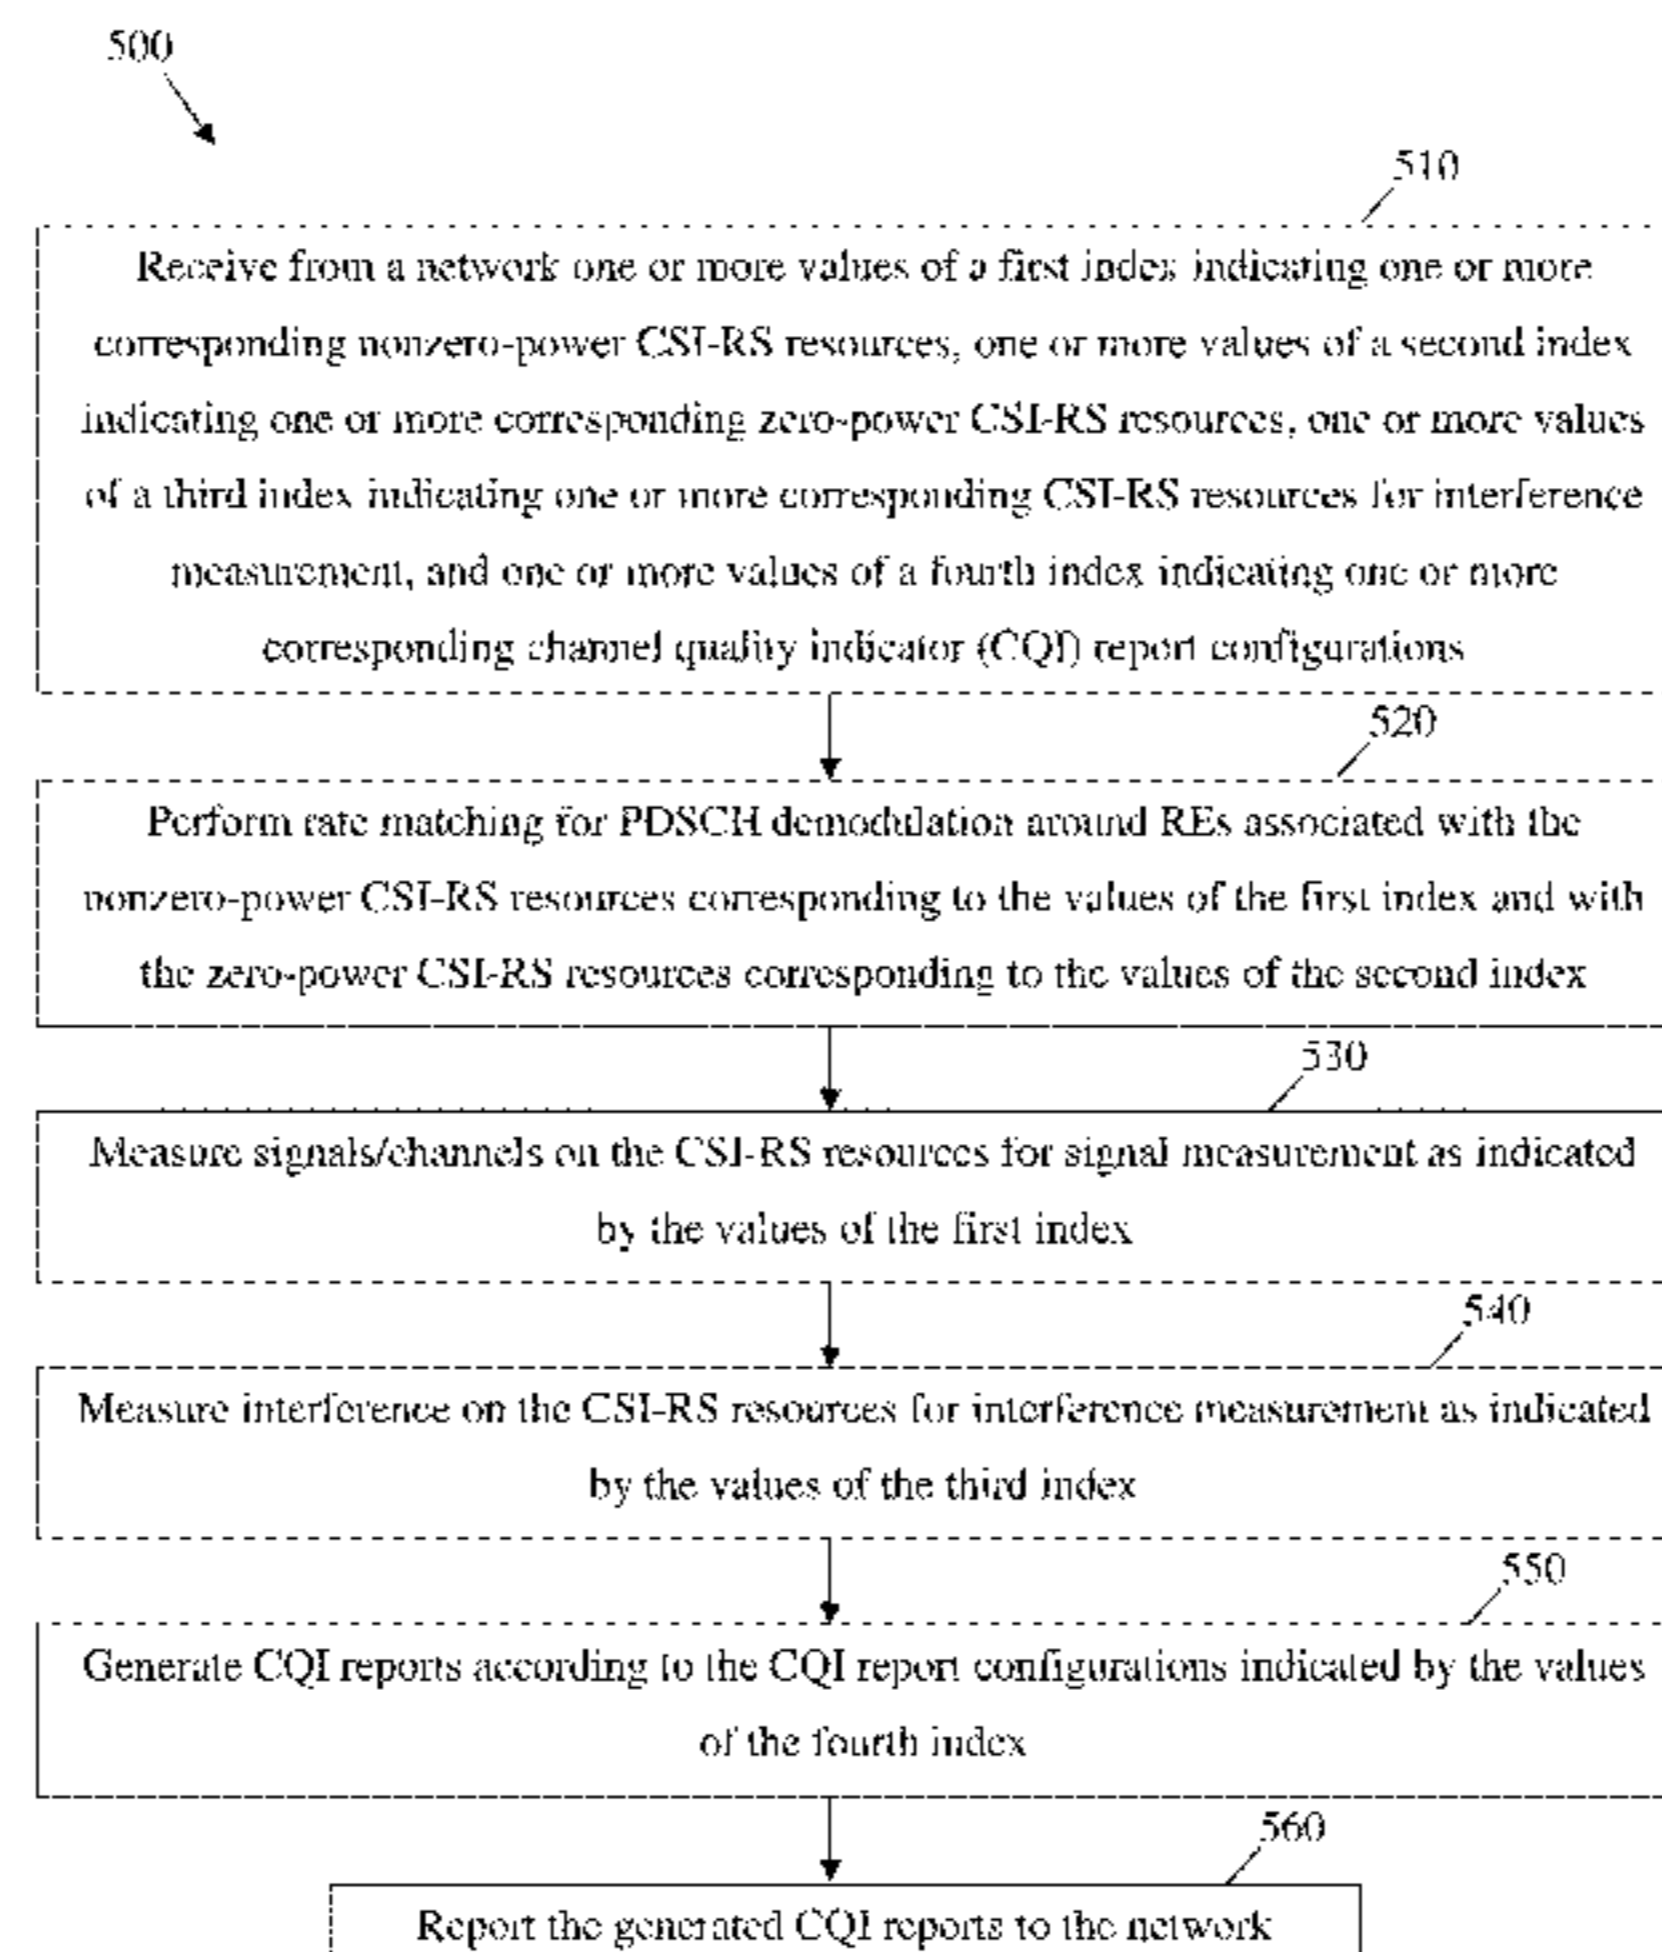 500
510
Receive from a network one or more values of a first index indicating one or more
corresponding nonzero-power CSI-RS resources, one or more values of a second index
indicating one or more corresponding zero-power CSI-RS resources, one or more values
of a third index indicating one or more corresponding CSI-RS resources for interference
measurement, and one or more values of a fourth index indicating one or more
corresponding channel quality indicator (CQI) report configurations
520
Perform rate matching for PDSCH demodulation around REs associated with the
nonzero-power CSI-RS resources corresponding to the values of the first index and with
the zero-power CSI-RS resources corresponding to the values of the second index
530
Measure signals/channels on the CSI-RS resources for signal measurement as indicated
by the values of the first index
540
Measure interference on the CSI-RS resources for interference measurement as indicated
by the values of the third index
550
Generate CQI reports according to the CQI report configurations indicated by the values
of the fourth index
560
Report the generated CQI reports to the network